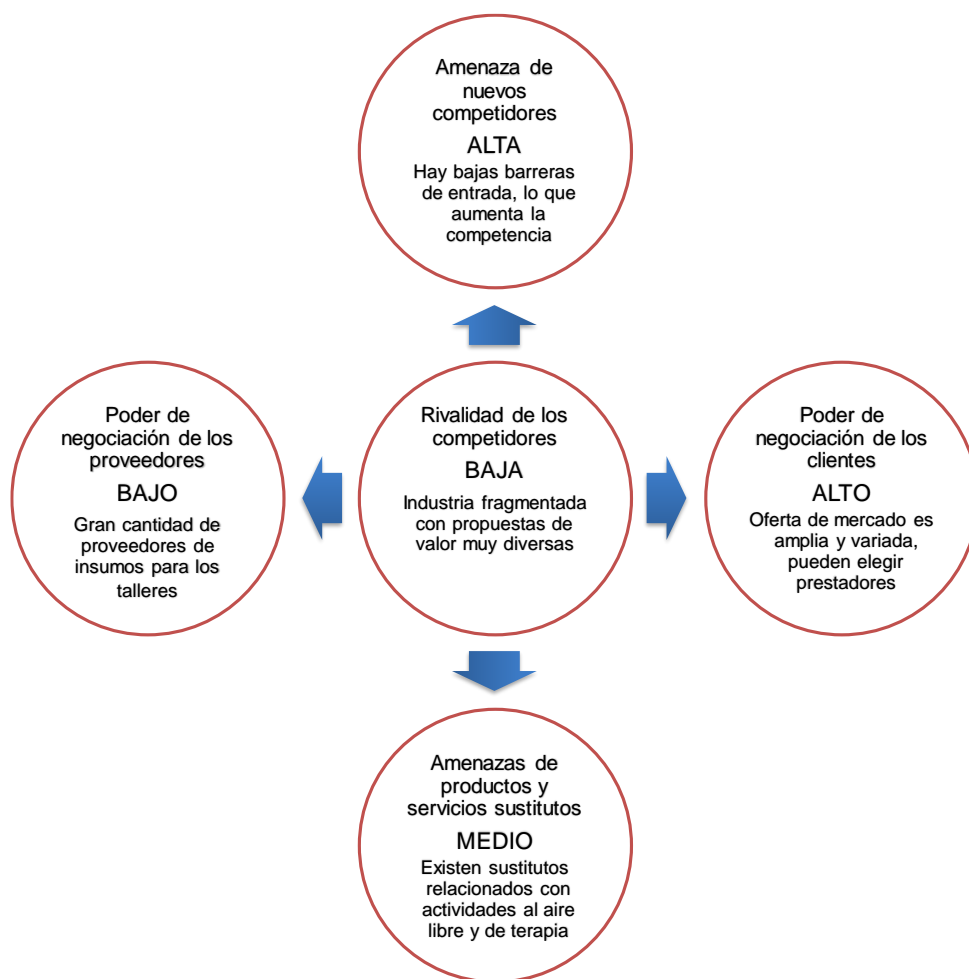 Amenaza de
nuevos
competidores
ALTA
Hay bajas barreras
de entrada, lo que
aumenta la
competencia
Poder de
negociación de los
proveedores
BAJO
Gran cantidad de
proveedores de
insumos para los
talleres
Rivalidad de los
competidores
BAJA
Industria fragmentada
con propuestas de
valor muy diversas
Poder de
negociación de los
clientes
ALTO
Oferta de mercado es
amplia y variada,
pueden elegir
prestadores
Amenazas de
productos y
servicios sustitutos
MEDIO
Existen sustitutos
relacionados con
actividades al aire
libre y de terapia